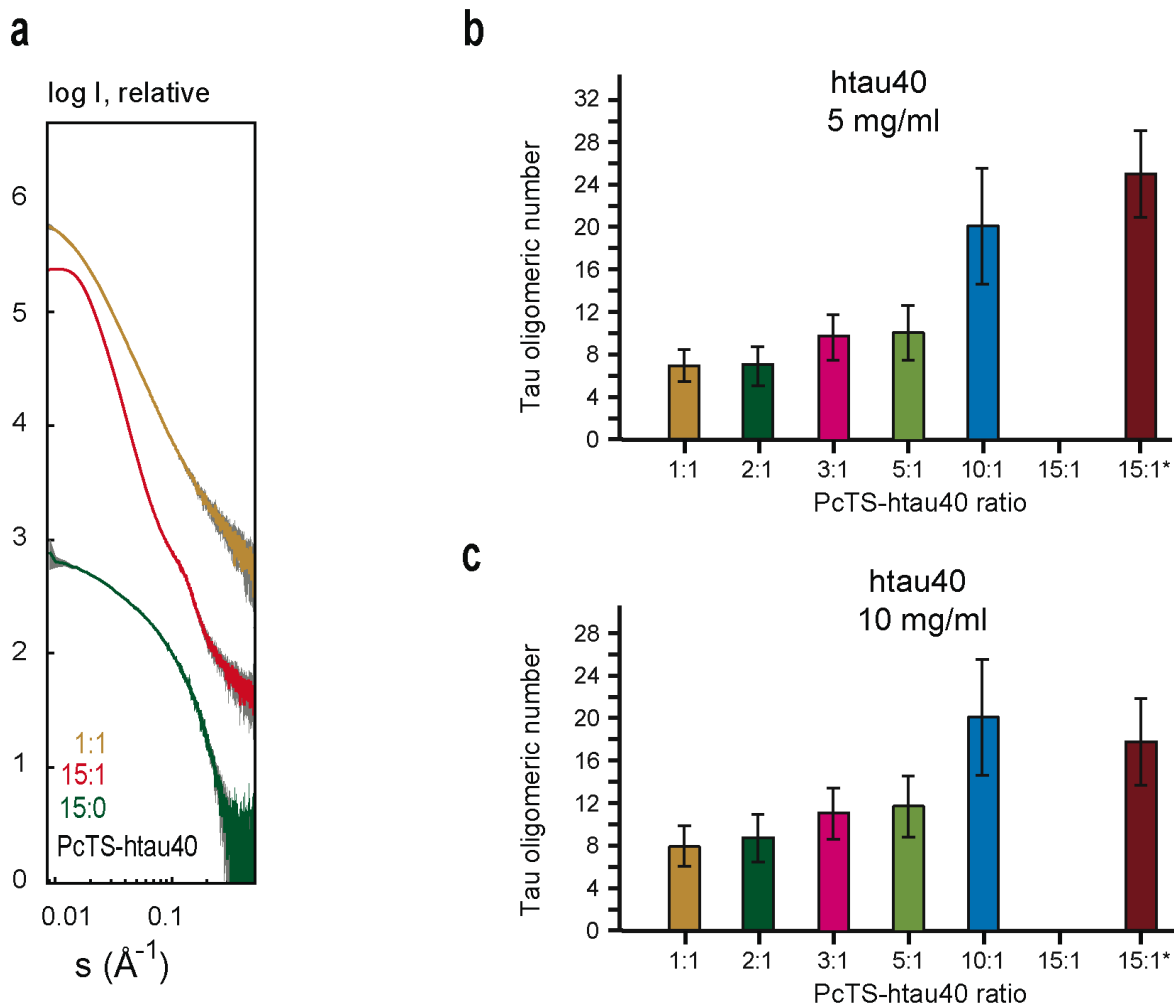 a
log I, relative
6
5
4
3
2
1
0
1:1
15:1
15:0
PcTS-htau40
0.01 0.1
s (Å⁻¹)
b
htau40
5 mg/ml
Tau oligomeric number
32
28
24
20
16
12
8
4
0
1:1 2:1 3:1 5:1 10:1 15:1 15:1*
PcTS-htau40 ratio
c
htau40
10 mg/ml
Tau oligomeric number
28
24
20
16
12
8
4
0
1:1 2:1 3:1 5:1 10:1 15:1 15:1*
PcTS-htau40 ratio